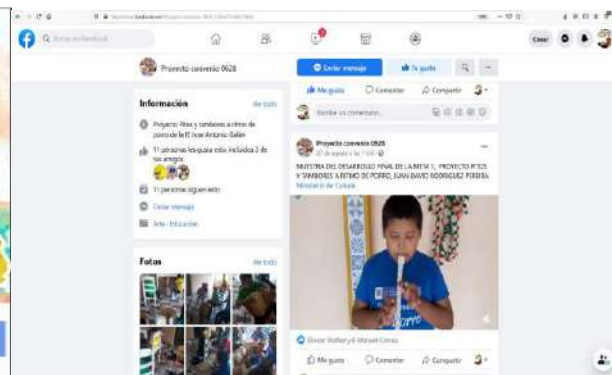 Proyecto convenio 0628
Enviar mensaje
Te gusta
Crear
Me gusta
Comentar
Compartir
Información
Ver todo
Escribe un comentario...
Proyecto Pitos y tambores a ritmo de
porro de la IE Jose Antonio Galán
11 personas les gusta esto, incluidos 3 de
tus amigos
11 personas siguen esto
Enviar mensaje
Arte · Educación
Proyecto convenio 0628
MUESTRA DEL DESARROLLO FINAL DE LA META 1, PROYECTO PITOS
Y TAMBORES A RITMO DE PORRO, JUAN DAVID RODRIGUEZ PEREIRA
Ministerio de Cultura
Fotos
Ver todo
Me gusta
Comentar
Compartir